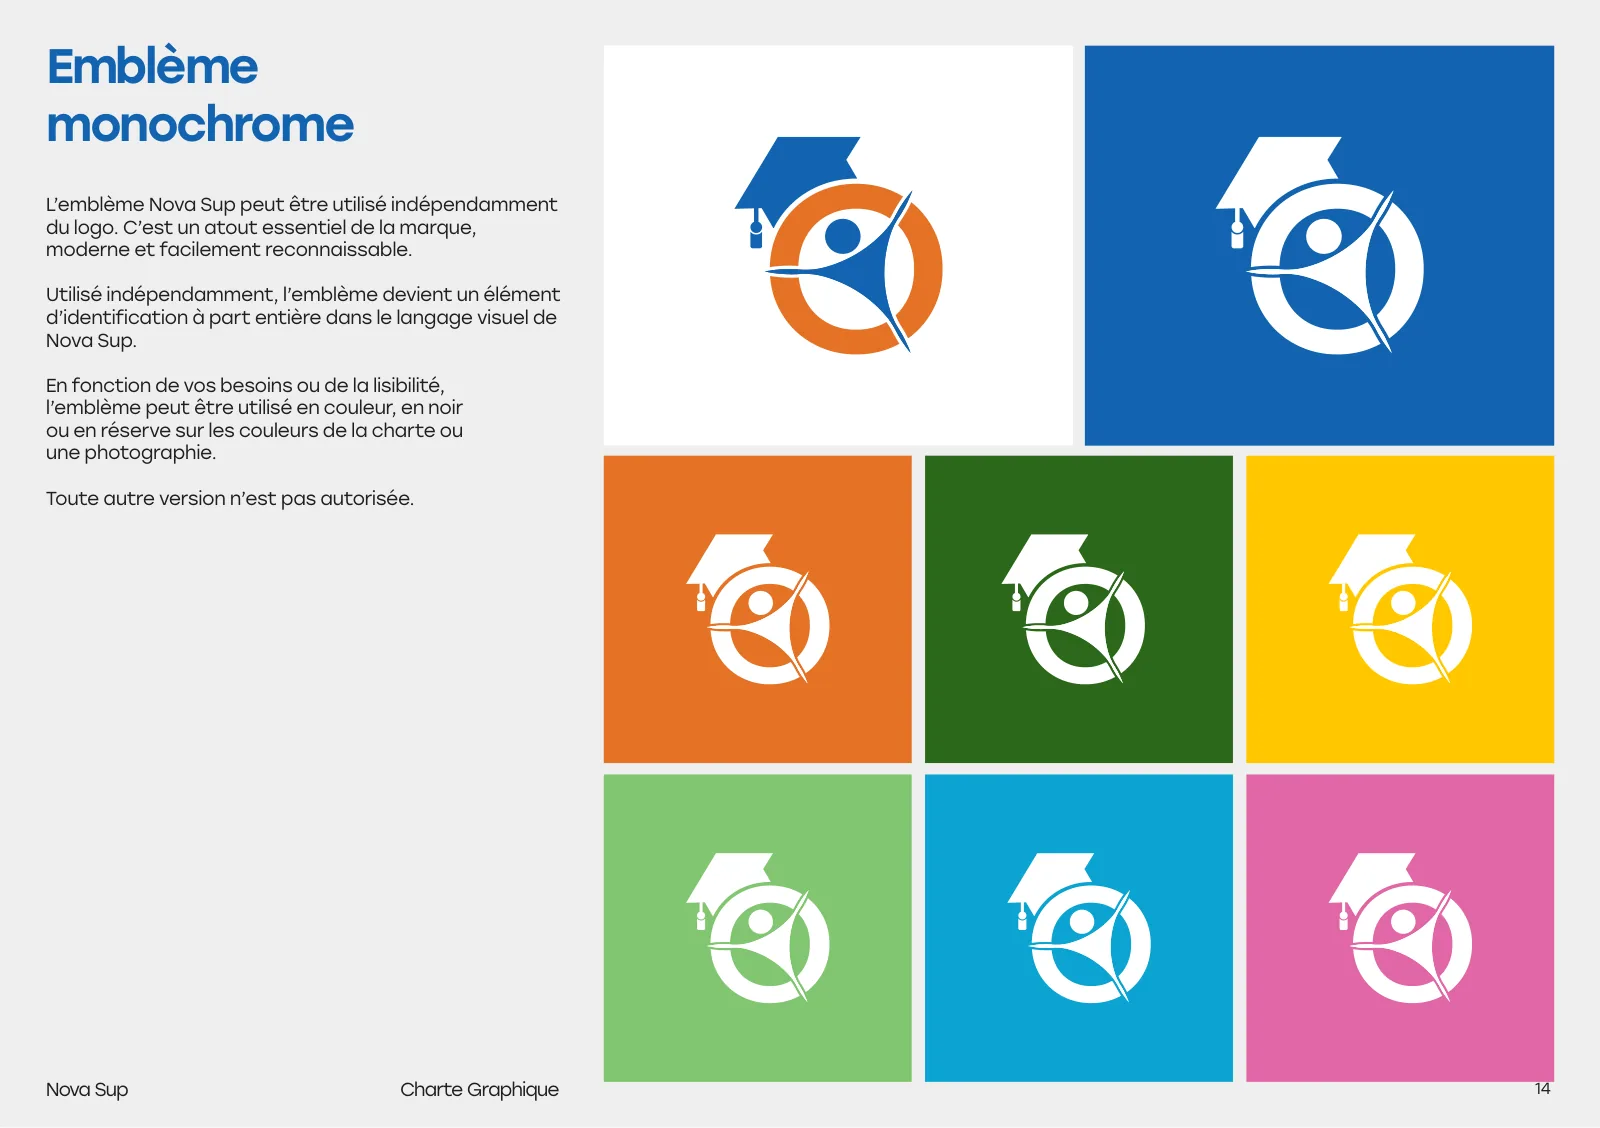 Emblème
monochrome
L’emblème Nova Sup peut être utilisé indépendamment
du logo. C’est un atout essentiel de la marque,
moderne et facilement reconnaissable.
Utilisé indépendamment, l’emblème devient un élément
d’identification à part entière dans le langage visuel de
Nova Sup.
En fonction de vos besoins ou de la lisibilité,
l’emblème peut être utilisé en couleur, en noir
ou en réserve sur les couleurs de la charte ou
une photographie.
Toute autre version n’est pas autorisée.
Nova Sup
Charte Graphique
14